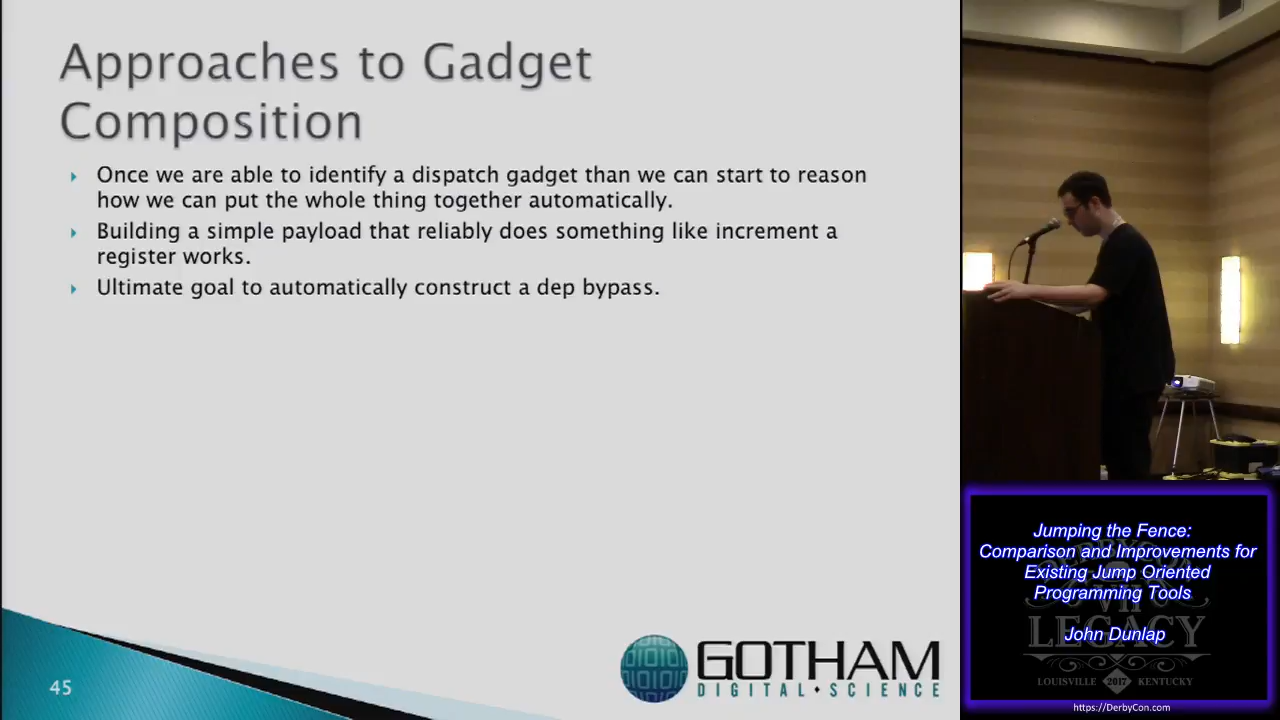 Approaches to Gadget
Composition
Once we are able to identify a dispatch gadget than we can start to reason
how we can put the whole thing together automatically.
Building a simple payload that reliably does something like increment a
register works.
Ultimate goal to automatically construct a dep bypass.
45
GOTHAM
DIGITAL SCIENCE
Jumping the Fence:
Comparison and Improvements for
Existing Jump Oriented
Programming Tools
John Dunlap
LEGACY
LOUISVILLE 2017 KENTUCKY
https://DerbyCon.com